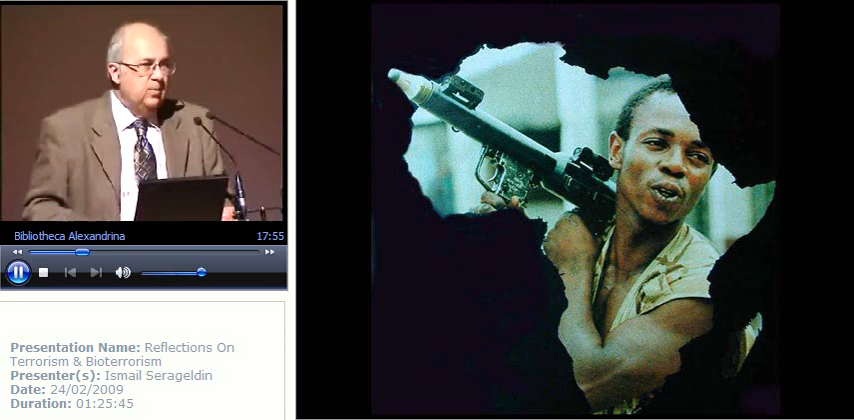 Bibliotheca Alexandrina 17:55
Presentation Name: Reflections On
Terrorism & Bioterrorism
Presenter(s): Ismail Serageldin
Date: 24/02/2009
Duration: 01:25:45